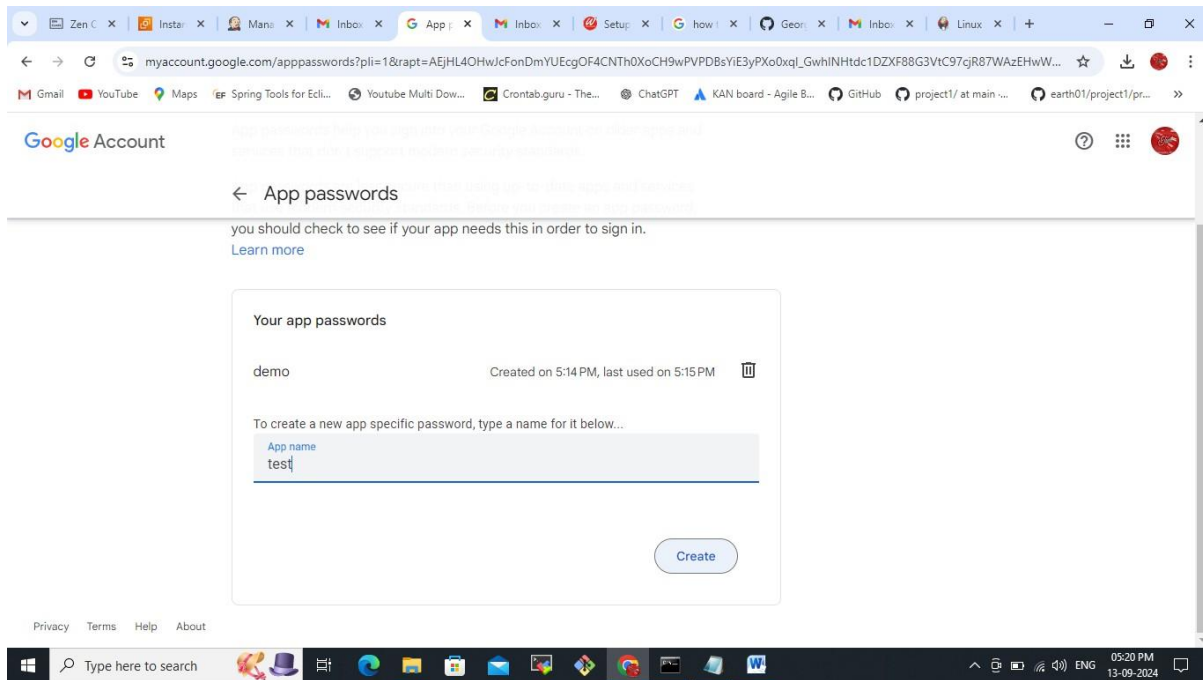 Zen C
Instar
Mana
Inbox
App p
Inbox
Setup
how t
Georg
Inbox
Linux
myaccount.google.com/apppasswords?pli=1&rapt=AEjHL4OHwJcFonDmYUEcgOF4CNTh0XoCH9wPVPDBsYiE3yPXo0xqI_GwhlNHtdc1DZXF88G3VtC97cjR87WAzEHwW...
Gmail YouTube Maps Spring Tools for Ecli... Youtube Multi Dow... Crontab.guru - The... ChatGPT KAN board - Agile B... GitHub project1/ at main ·... earth01/project1/pr...
Google Account
App passwords
you should check to see if your app needs this in order to sign in.
Learn more
Your app passwords
demo Created on 5:14 PM, last used on 5:15 PM
To create a new app specific password, type a name for it below...
App name
test
Create
Privacy Terms Help About
Type here to search
ENG
05:20 PM
13-09-2024